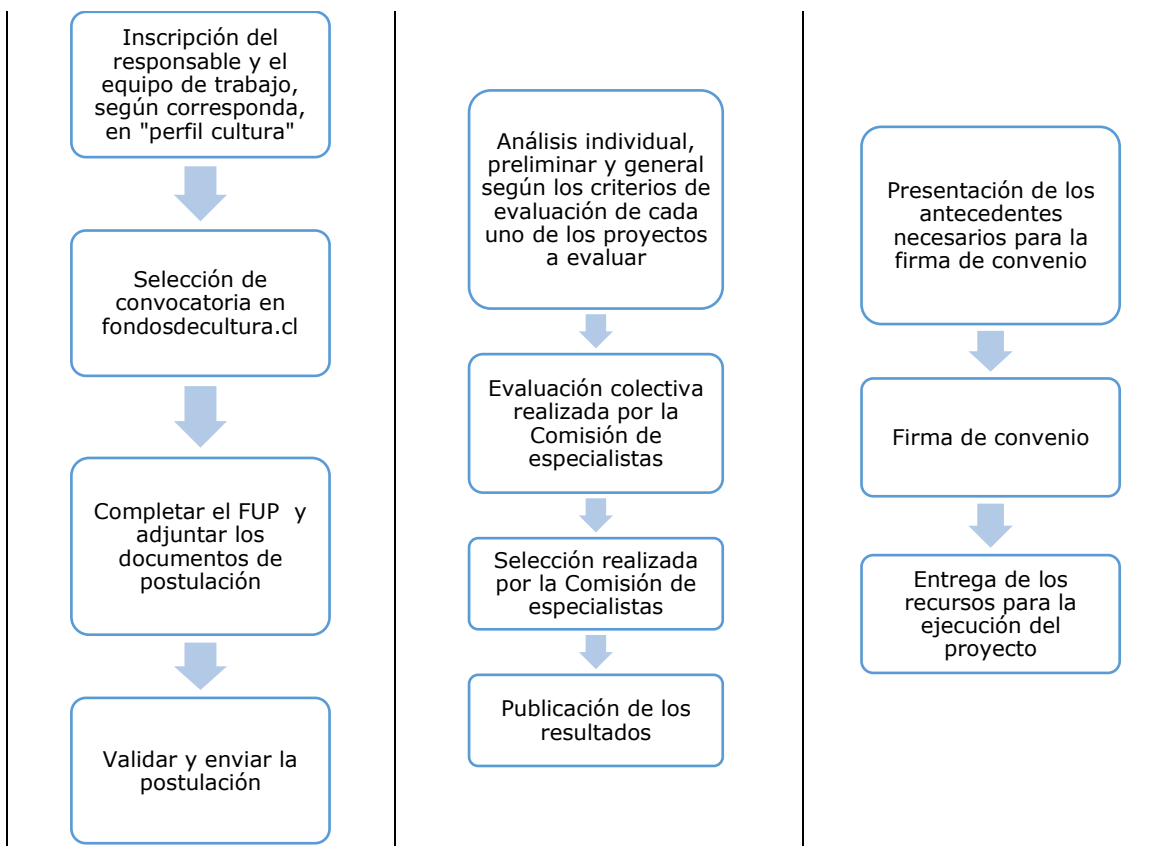 Inscripción del
responsable y el
equipo de trabajo,
según corresponda,
en "perfil cultura"
Selección de
convocatoria en
fondosdecultura.cl
Completar el FUP y
adjuntar los
documentos de
postulación
Validar y enviar la
postulación
Análisis individual,
preliminar y general
según los criterios de
evaluación de cada
uno de los proyectos
a evaluar
Evaluación colectiva
realizada por la
Comisión de
especialistas
Selección realizada
por la Comisión de
especialistas
Publicación de los
resultados
Presentación de los
antecedentes
necesarios para la
firma de convenio
Firma de convenio
Entrega de los
recursos para la
ejecución del
proyecto